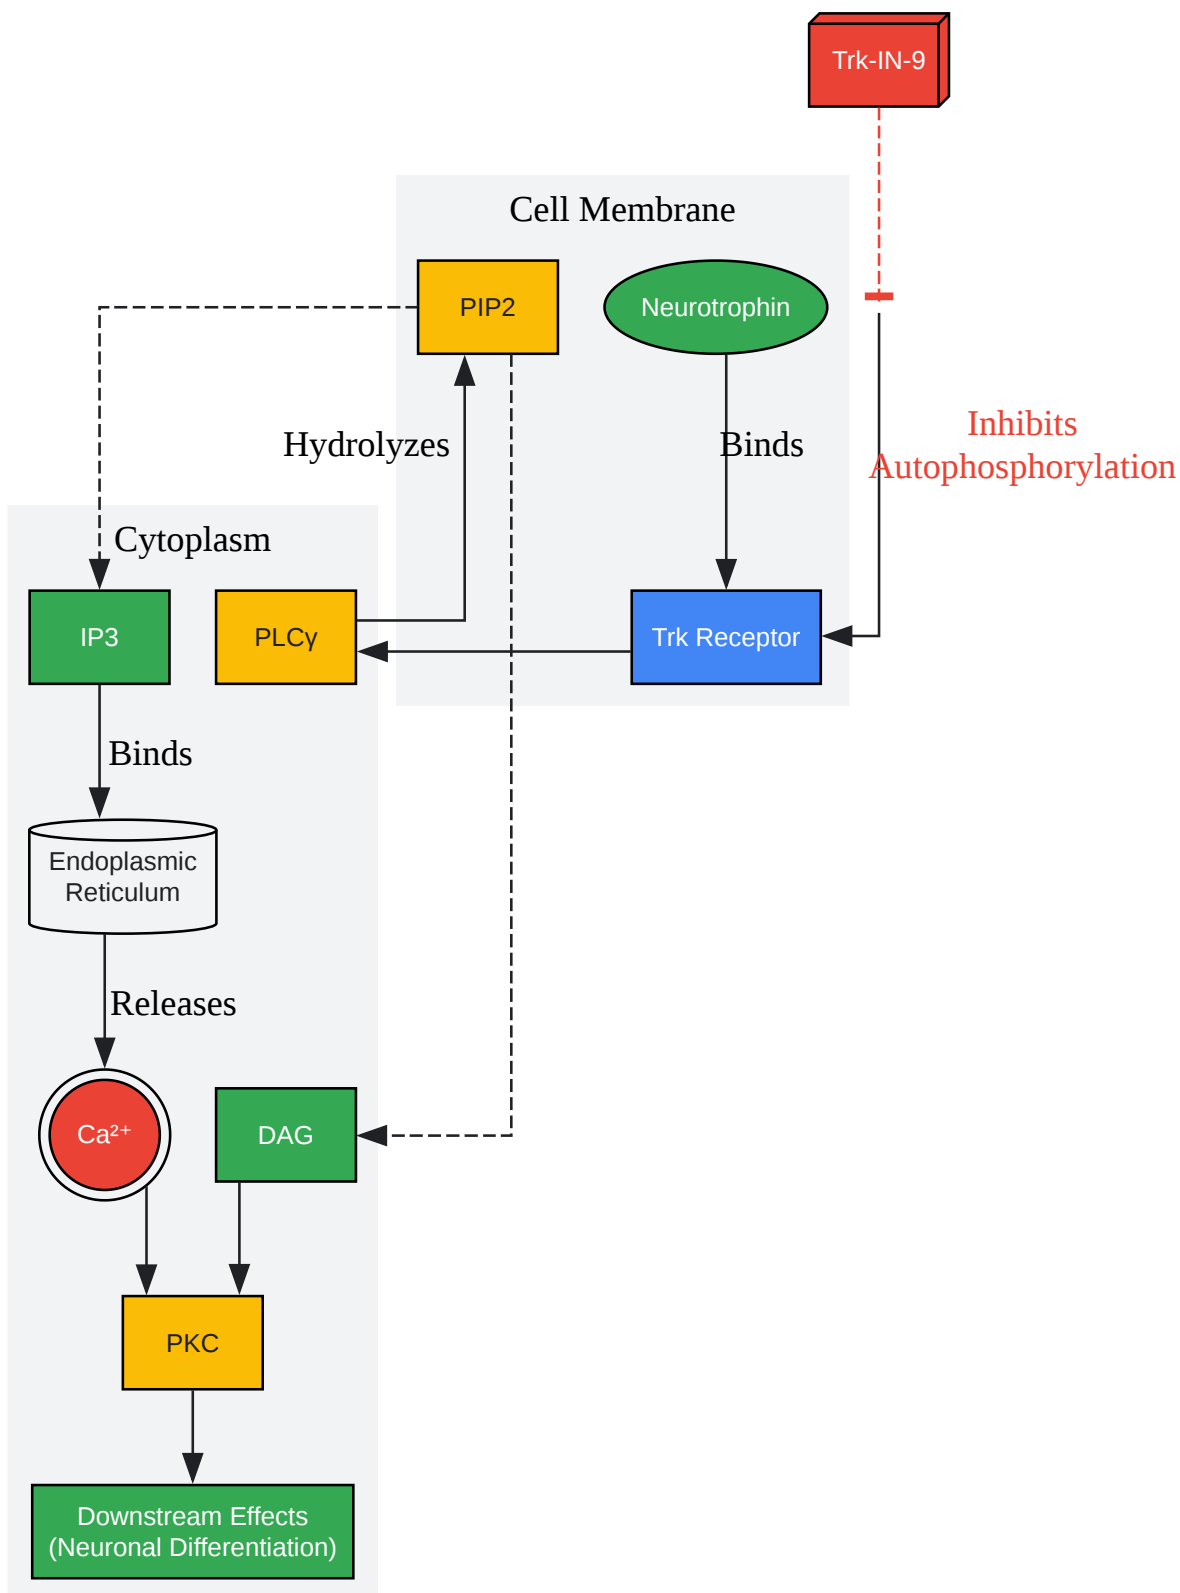 Trk-IN-9
Cell Membrane
PIP2
Neurotrophin
Hydrolyzes
Binds
Inhibits
Autophosphorylation
Cytoplasm
IP3
PLCγ
Trk Receptor
Binds
Endoplasmic
Reticulum
Releases
Ca²⁺
DAG
PKC
Downstream Effects
(Neuronal Differentiation)